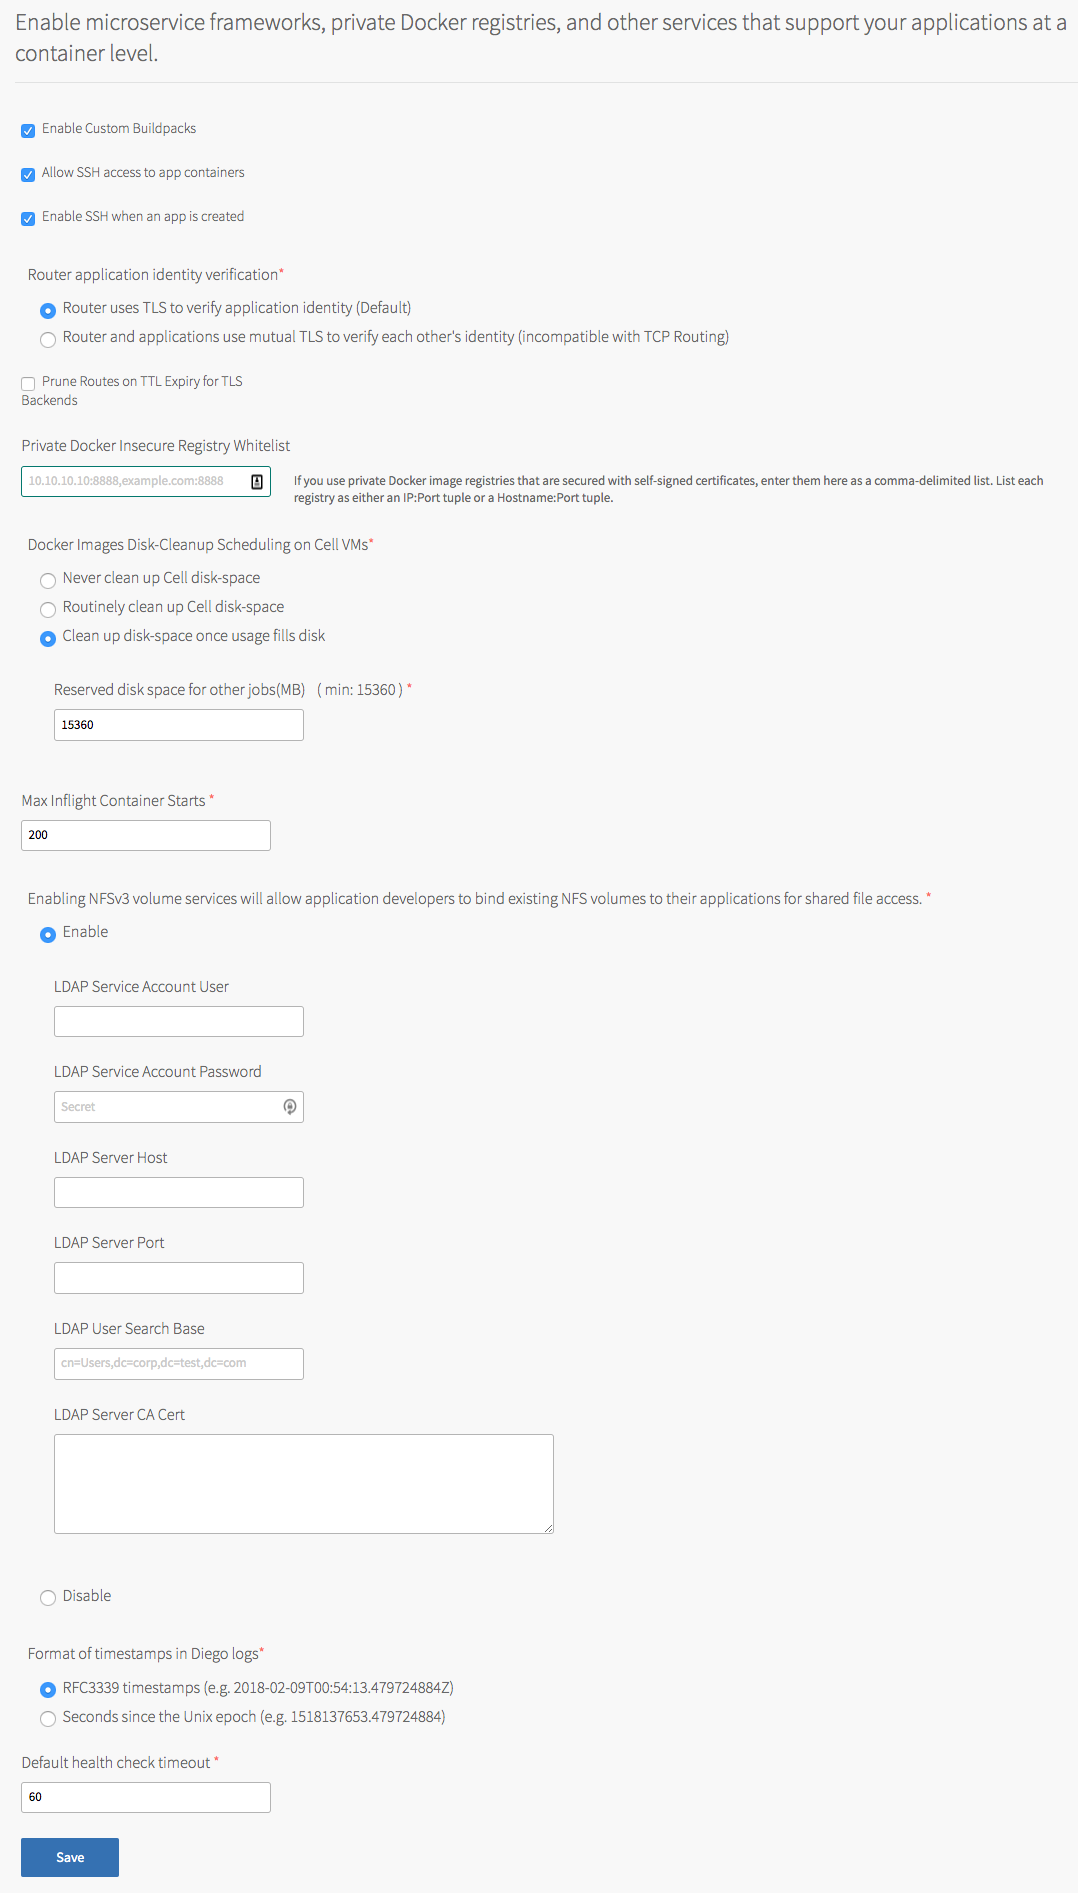 Enable microservice frameworks, private Docker registries, and other services that support your applications at a
container level.
Enable Custom Buildpacks
Allow SSH access to app containers
Enable SSH when an app is created
Router application identity verification*
Router uses TLS to verify application identity (Default)
Router and applications use mutual TLS to verify each other's identity (incompatible with TCP Routing)
Prune Routes on TTL Expiry for TLS
Backends
Private Docker Insecure Registry Whitelist
10.10.10.10:8888,example.com:8888
If you use private Docker image registries that are secured with self-signed certificates, enter them here as a comma-delimited list. List each
registry as either an IP:Port tuple or a Hostname:Port tuple.
Docker Images Disk-Cleanup Scheduling on Cell VMs*
Never clean up Cell disk-space
Routinely clean up Cell disk-space
Clean up disk-space once usage fills disk
Reserved disk space for other jobs(MB) ( min: 15360 ) *
15360
Max Inflight Container Starts *
200
Enabling NFSv3 volume services will allow application developers to bind existing NFS volumes to their applications for shared file access. *
Enable
LDAP Service Account User
LDAP Service Account Password
Secret
LDAP Server Host
LDAP Server Port
LDAP User Search Base
cn=Users,dc=corp,dc=test,dc=com
LDAP Server CA Cert
Disable
Format of timestamps in Diego logs*
RFC3339 timestamps (e.g. 2018-02-09T00:54:13.479724884Z)
Seconds since the Unix epoch (e.g. 1518137653.479724884)
Default health check timeout *
60
Save